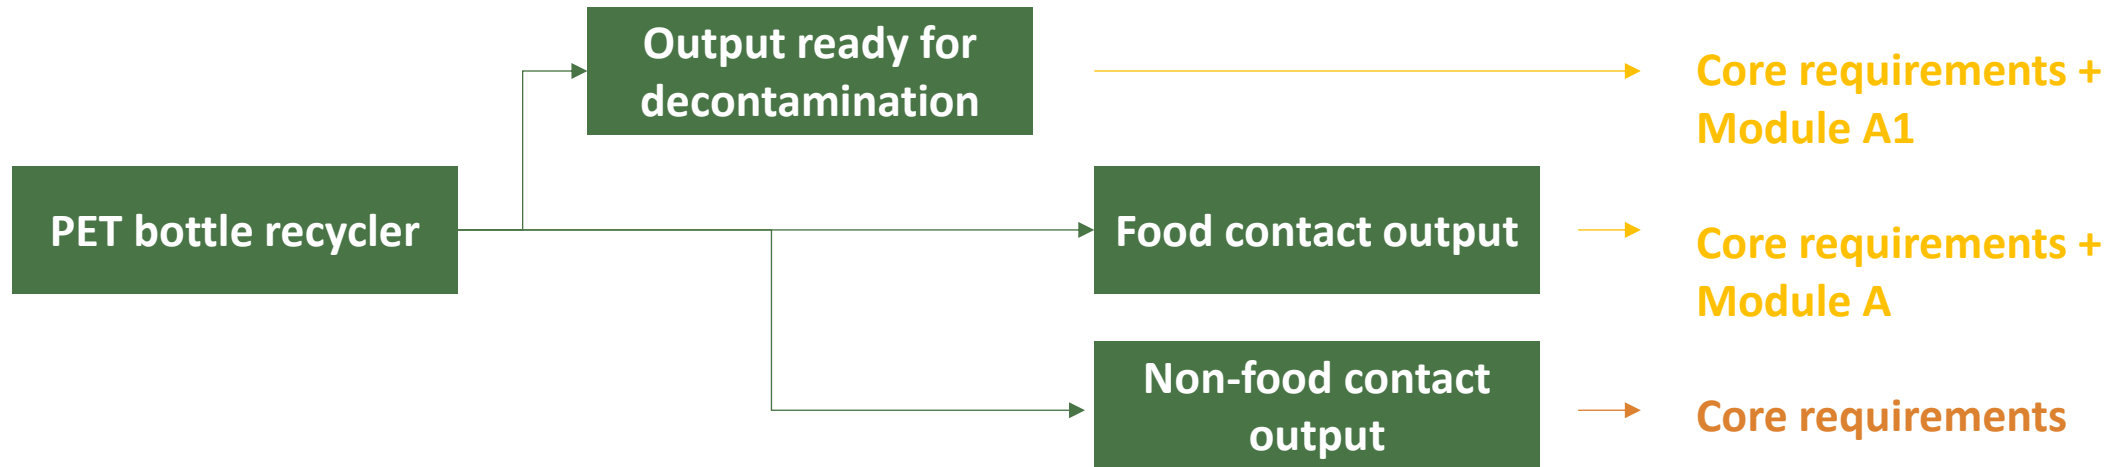 PET bottle recycler
Output ready for
decontamination
Core requirements +
Module A1
Food contact output
Core requirements +
Module A
Non-food contact
output
Core requirements